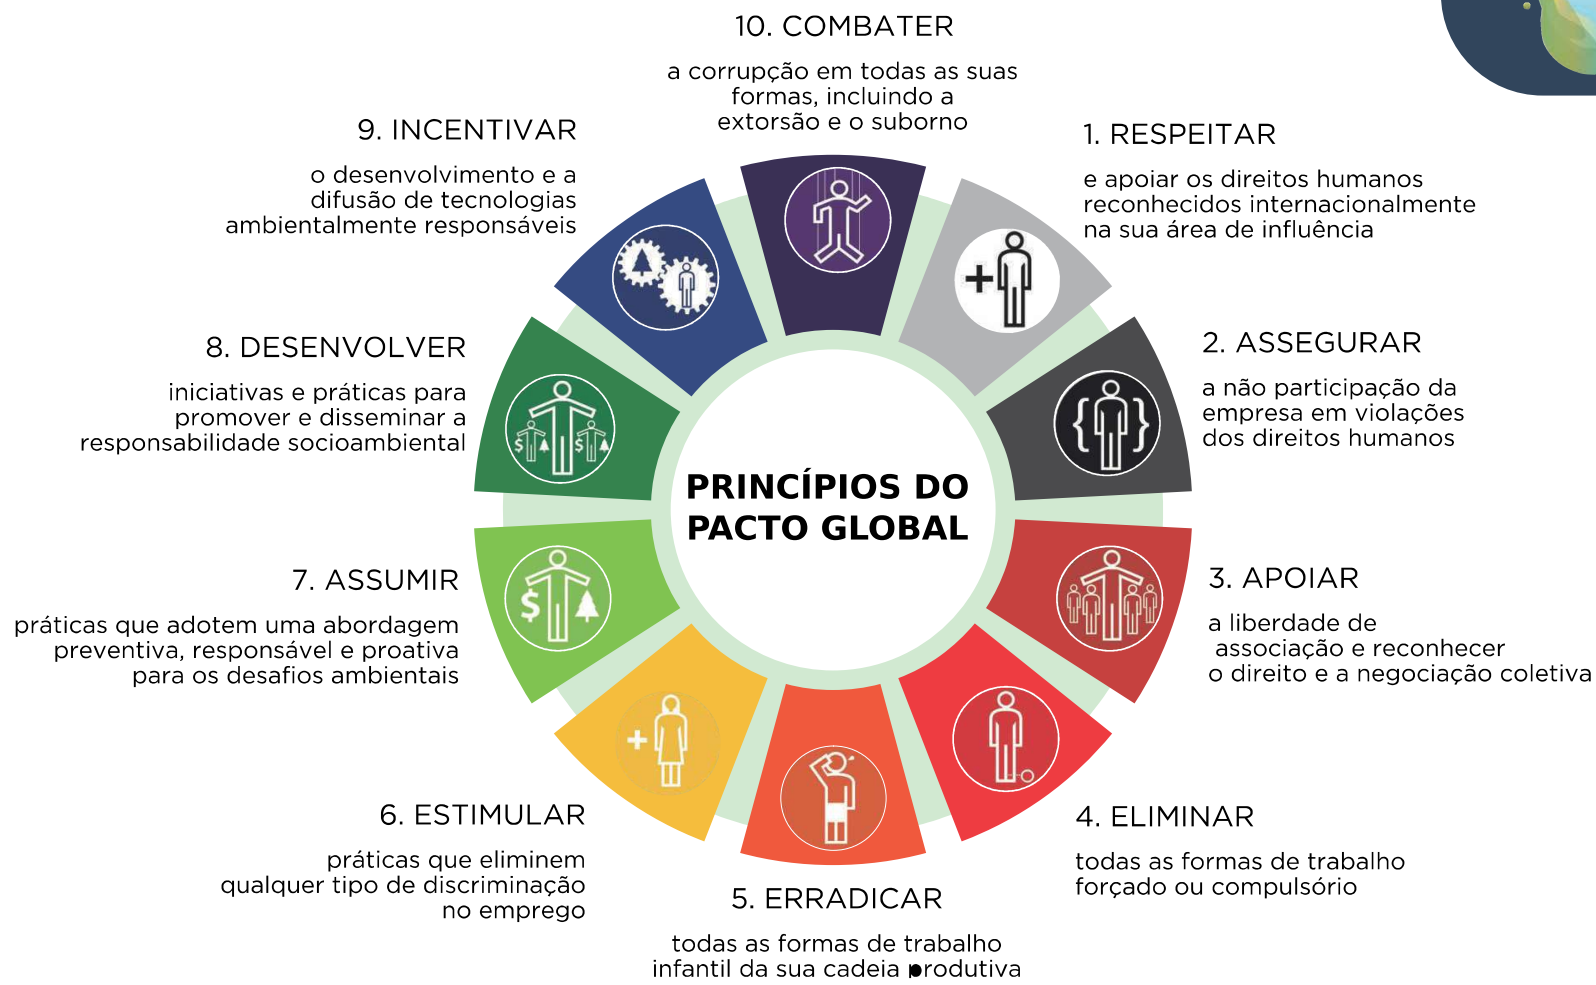 10. COMBATER
a corrupção em todas as suas
formas, incluindo a
extorsão e o suborno
1. RESPEITAR
e apoiar os direitos humanos
reconhecidos internacionalmente
na sua área de influência
2. ASSEGURAR
a não participação da
empresa em violações
dos direitos humanos
3. APOIAR
a liberdade de
associação e reconhecer
o direito e a negociação coletiva
4. ELIMINAR
todas as formas de trabalho
forçado ou compulsório
5. ERRADICAR
todas as formas de trabalho
infantil da sua cadeia produtiva
6. ESTIMULAR
práticas que eliminem
qualquer tipo de discriminação
no emprego
7. ASSUMIR
práticas que adotem uma abordagem
preventiva, responsável e proativa
para os desafios ambientais
8. DESENVOLVER
iniciativas e práticas para
promover e disseminar a
responsabilidade socioambiental
9. INCENTIVAR
o desenvolvimento e a
difusão de tecnologias
ambientalmente responsáveis
PRINCÍPIOS DO
PACTO GLOBAL